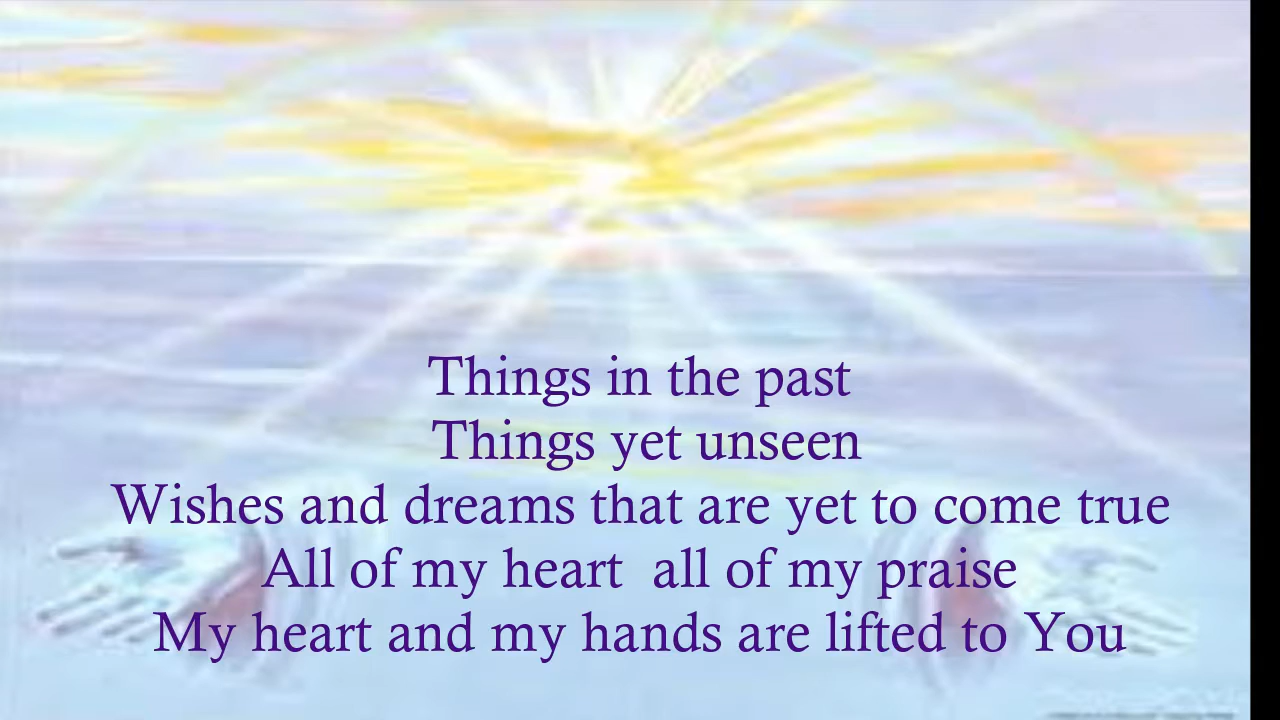 Things in the past
Things yet unseen
Wishes and dreams that are yet to come true
All of my heart  all of my praise
My heart and my hands are lifted to You